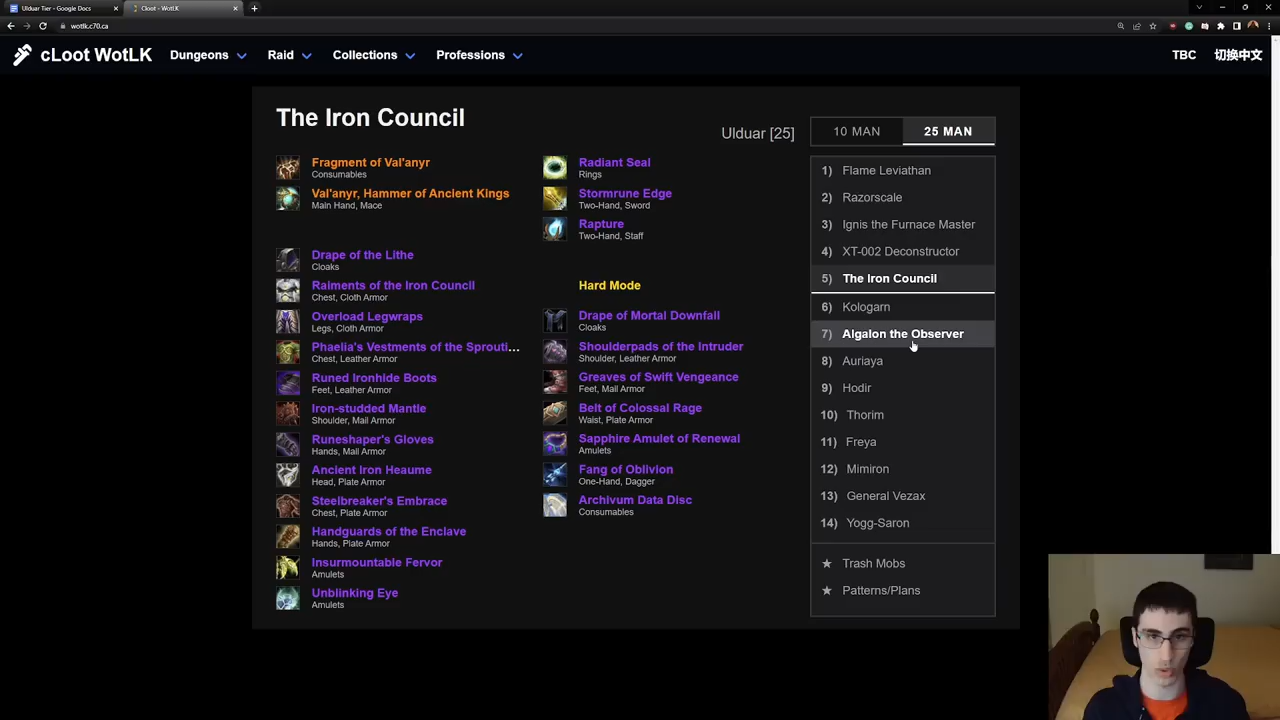 Ulduar Tier - Google Docs
Cloot - WotLK
wotlk.c70.ca
cLoot WotLK
Dungeons
Raid
Collections
Professions
TBC
切换中文
The Iron Council
Ulduar [25]
Fragment of Val'anyr
Consumables
Val'anyr, Hammer of Ancient Kings
Main Hand, Mace
Drape of the Lithe
Cloaks
Raiments of the Iron Council
Chest, Cloth Armor
Overload Legwraps
Legs, Cloth Armor
Phaelia's Vestments of the Sprouti...
Chest, Leather Armor
Runed Ironhide Boots
Feet, Leather Armor
Iron-studded Mantle
Shoulder, Mail Armor
Runeshaper's Gloves
Hands, Mail Armor
Ancient Iron Heaume
Head, Plate Armor
Steelbreaker's Embrace
Chest, Plate Armor
Handguards of the Enclave
Hands, Plate Armor
Insurmountable Fervor
Amulets
Unblinking Eye
Amulets
Radiant Seal
Rings
Stormrune Edge
Two-Hand, Sword
Rapture
Two-Hand, Staff
Hard Mode
Drape of Mortal Downfall
Cloaks
Shoulderpads of the Intruder
Shoulder, Leather Armor
Greaves of Swift Vengeance
Feet, Mail Armor
Belt of Colossal Rage
Waist, Plate Armor
Sapphire Amulet of Renewal
Amulets
Fang of Oblivion
One-Hand, Dagger
Archivum Data Disc
Consumables
10 MAN
25 MAN
1) Flame Leviathan
2) Razorscale
3) Ignis the Furnace Master
4) XT-002 Deconstructor
5) The Iron Council
6) Kologarn
7) Algalon the Observer
8) Auriaya
9) Hodir
10) Thorim
11) Freya
12) Mimiron
13) General Vezax
14) Yogg-Saron
★ Trash Mobs
★ Patterns/Plans